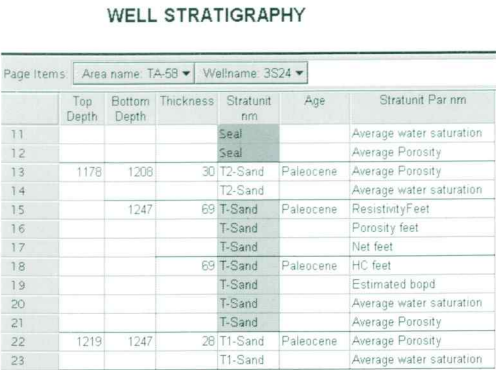 WELL STRATIGRAPHY
Page Items: Area name: TA-58 Wellname: 3S24
Top Depth Bottom Depth Thickness Stratunit nm Age Stratunit Par nm
11 Seal Average water saturation
12 Seal Average Porosity
13 1178 1208 30 T2-Sand Paleocene Average Porosity
14 T2-Sand Average water saturation
15 1247 69 T-Sand Paleocene ResistivityFeet
16 T-Sand Porosity feet
17 T-Sand Net feet
18 69 T-Sand Paleocene HC feet
19 T-Sand Estimated bopd
20 T-Sand Average water saturation
21 T-Sand Average Porosity
22 1219 1247 28 T1-Sand Paleocene Average Porosity
23 T1-Sand Average water saturation